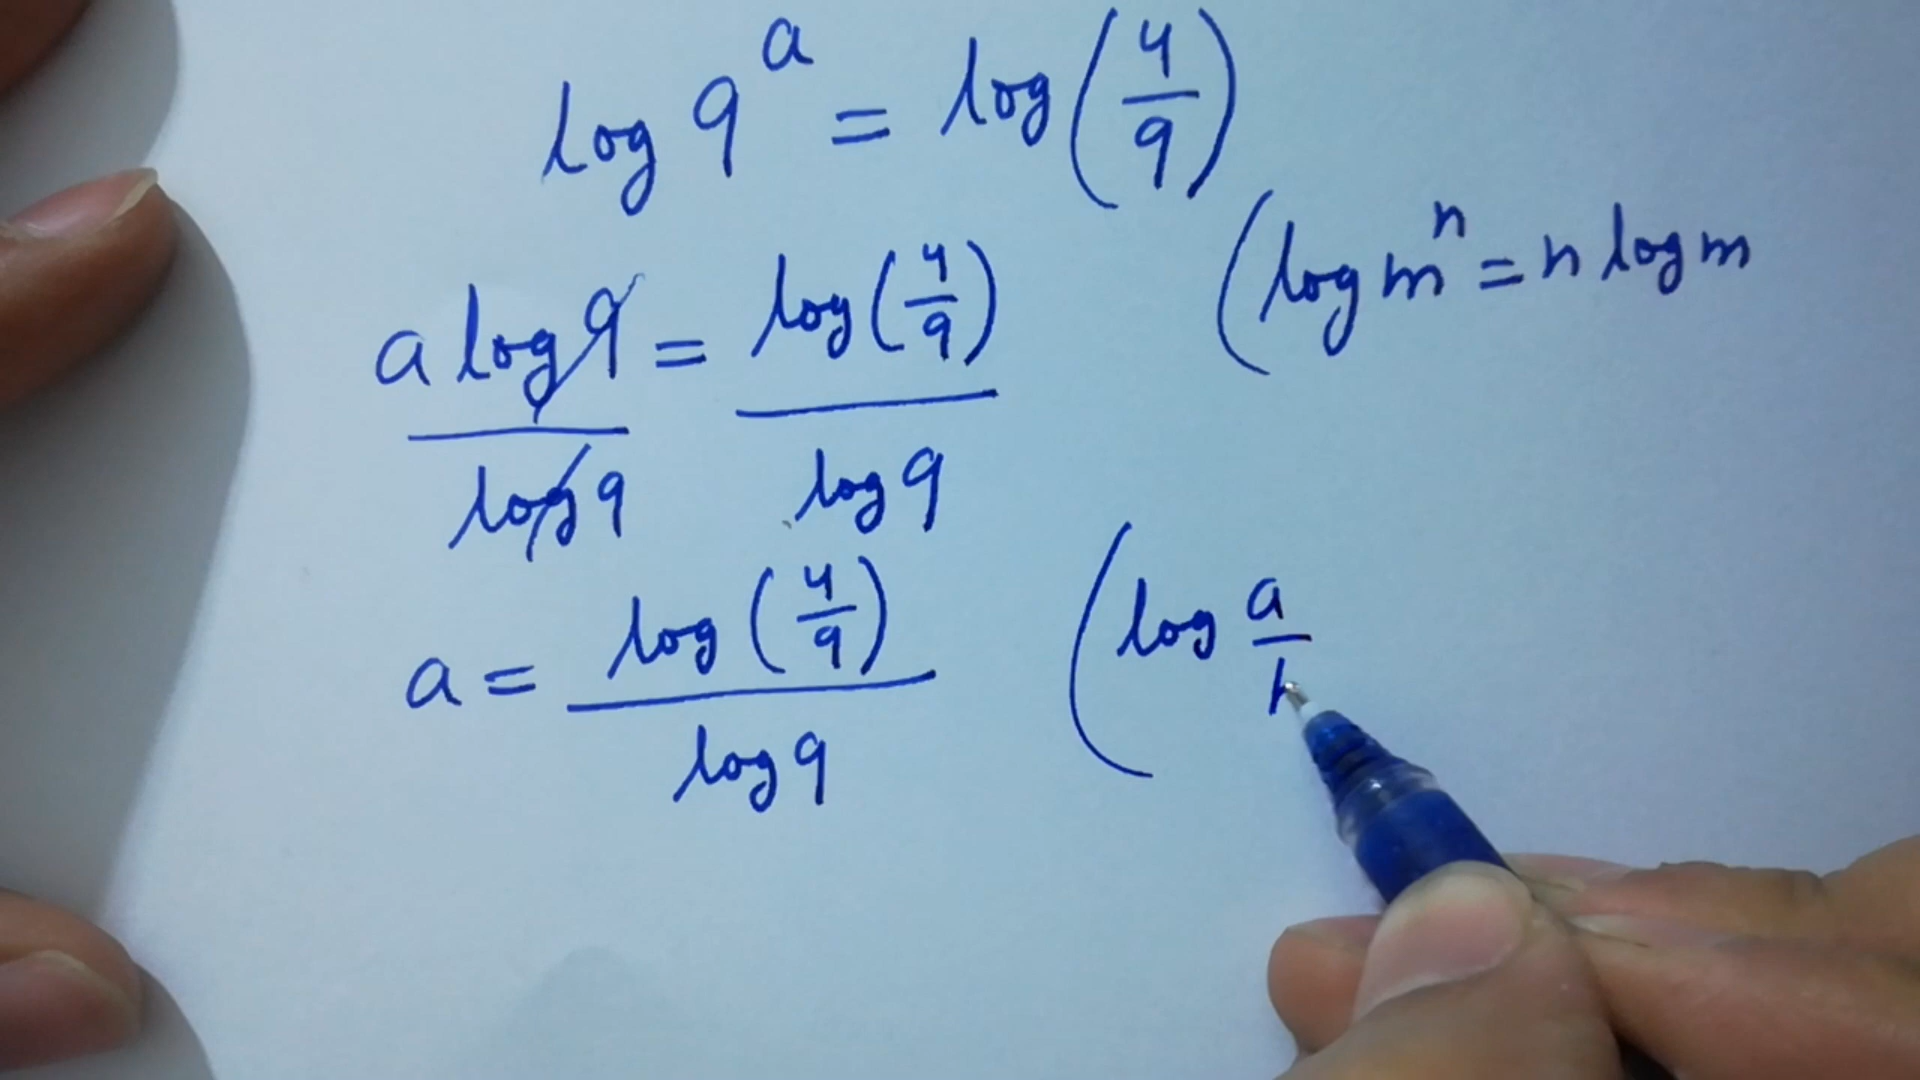 log 9^a = log(4/9)
(log m^n = n log m
a log 9 / log 9 = log(4/9) / log 9
a = log(4/9) / log 9
(log a/